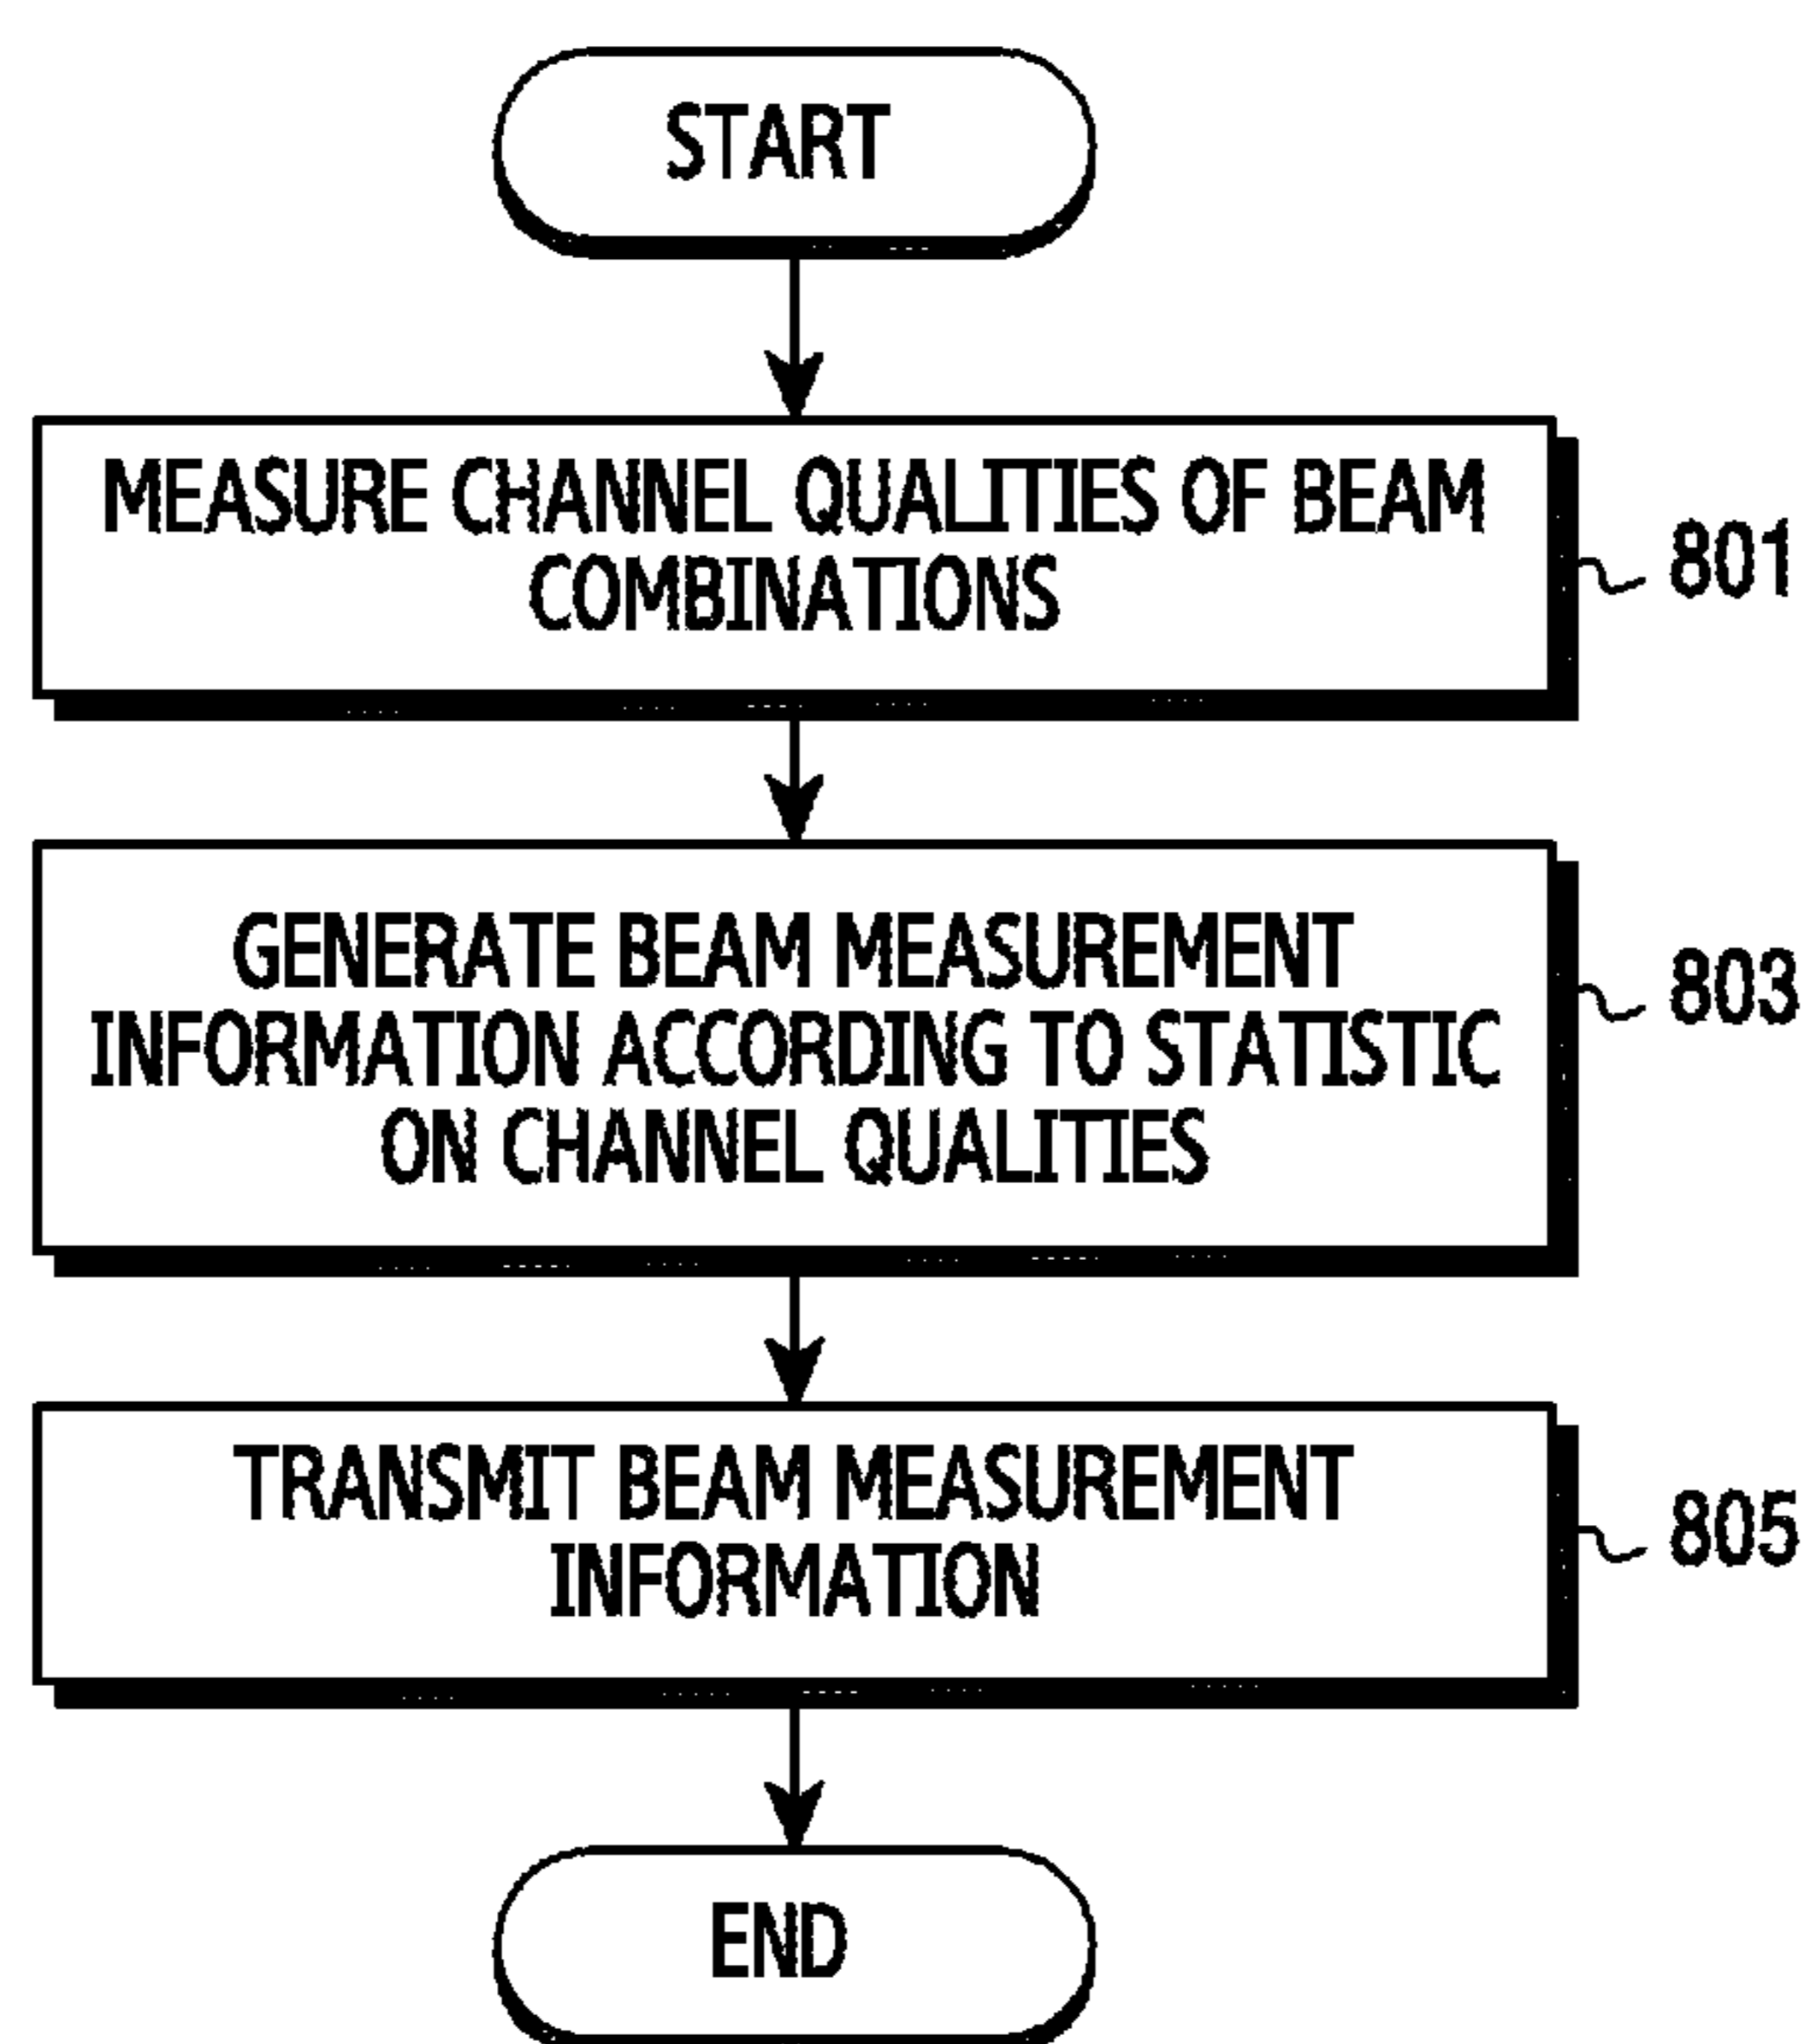 START
MEASURE CHANNEL QUALITIES OF BEAM
COMBINATIONS
801
GENERATE BEAM MEASUREMENT
INFORMATION ACCORDING TO STATISTIC
ON CHANNEL QUALITIES
803
TRANSMIT BEAM MEASUREMENT
INFORMATION
805
END